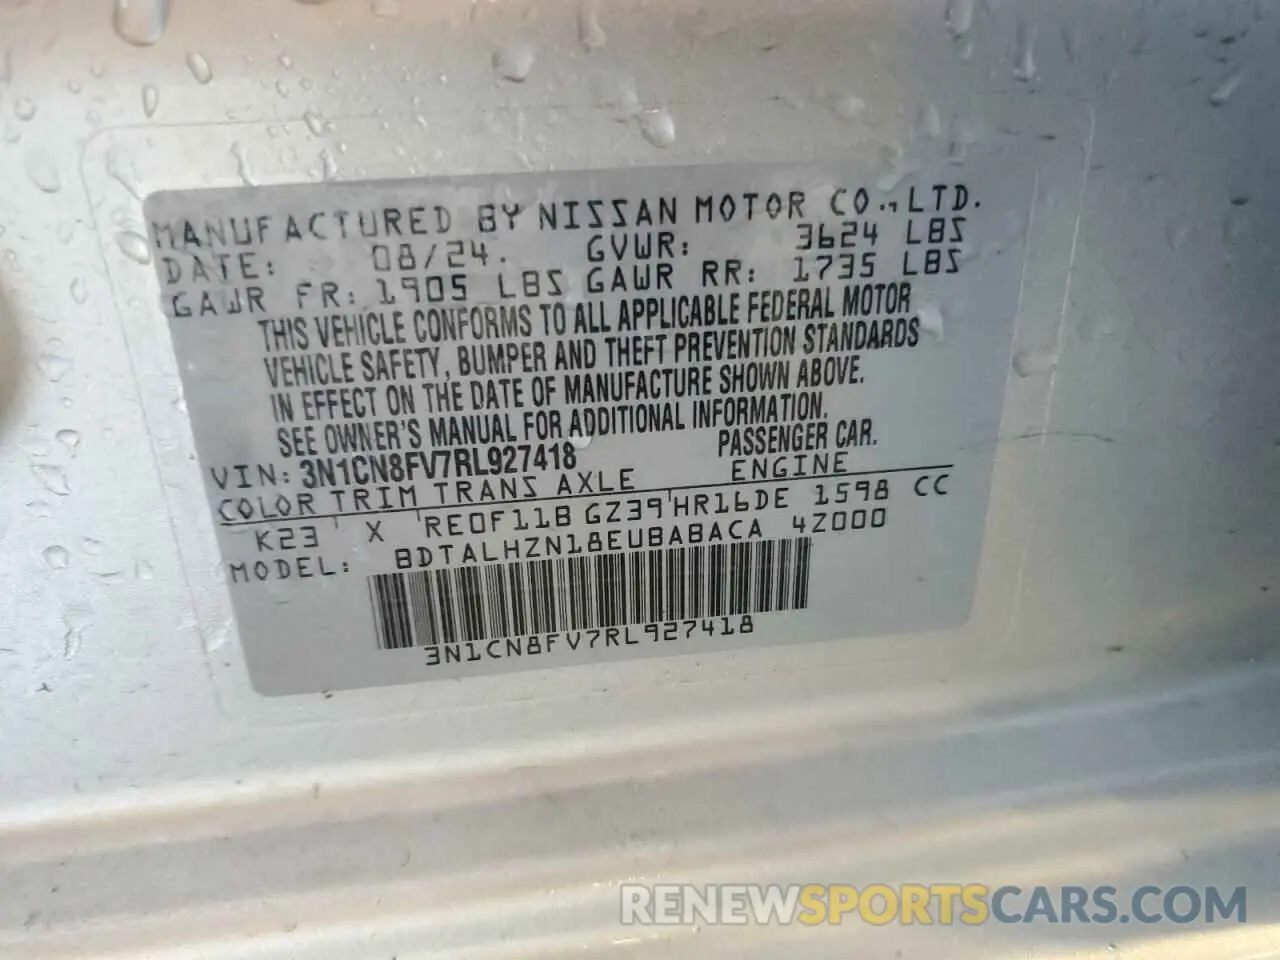 MANUFACTURED BY NISSAN MOTOR CO., LTD.
DATE: 08/24. GVWR: 3624 LBS
GAWR FR: 1905 LBS GAWR RR: 1735 LBS
THIS VEHICLE CONFORMS TO ALL APPLICABLE FEDERAL MOTOR
VEHICLE SAFETY, BUMPER AND THEFT PREVENTION STANDARDS
IN EFFECT ON THE DATE OF MANUFACTURE SHOWN ABOVE.
SEE OWNER'S MANUAL FOR ADDITIONAL INFORMATION.
VIN: 3N1CN8FV7RL927418 PASSENGER CAR.
COLOR TRIM TRANS AXLE ENGINE
K23 X RE0F11B GZ39 HR16DE 1598 CC
MODEL: BDTALHZN18EUBABACA 4Z000
3N1CN8FV7RL927418
RENEWSPORTSCARS.COM